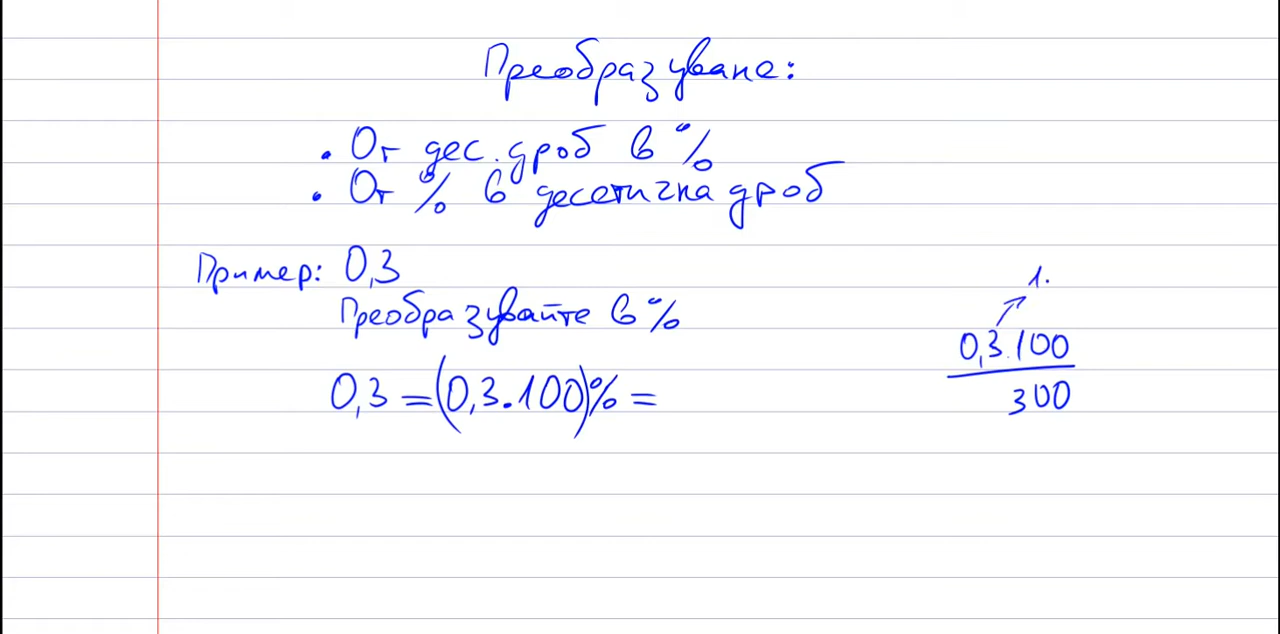 Преобразуване:
• От дес. дроб в %
• От % в десетична дроб
Пример: 0,3
Преобразувайте в %
0,3 = (0,3.100)% =
1.
0,3.100
300